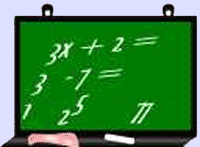 3x + 2 =
3 -7 =
1 2⁵